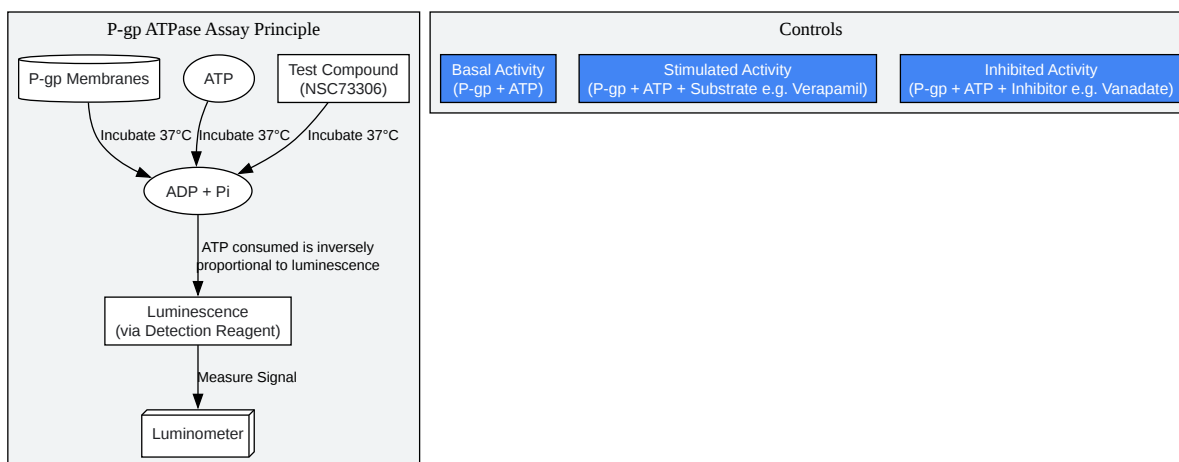 P-gp ATPase Assay Principle
P-gp Membranes
ATP
Test Compound
(NSC73306)
Incubate 37°C
Incubate 37°C
Incubate 37°C
ADP + Pi
ATP consumed is inversely
proportional to luminescence
Luminescence
(via Detection Reagent)
Measure Signal
Luminometer
Controls
Basal Activity
(P-gp + ATP)
Stimulated Activity
(P-gp + ATP + Substrate e.g. Verapamil)
Inhibited Activity
(P-gp + ATP + Inhibitor e.g. Vanadate)